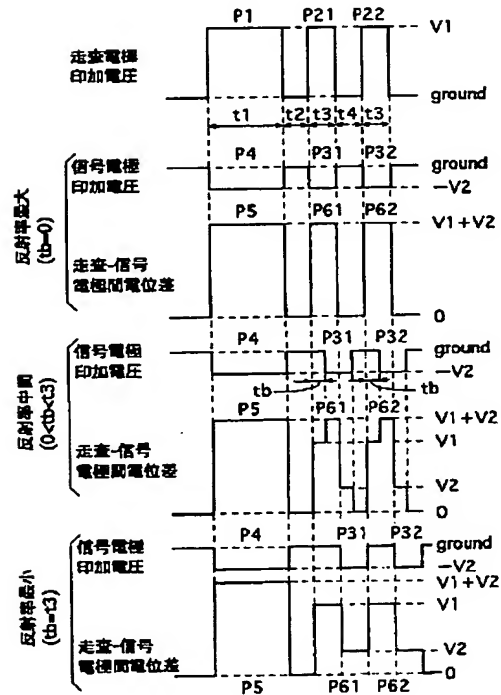 P1 P21 P22
V1
走査電極
印加電圧
ground
t1 t2 t3 t4 t3
信号電極
印加電圧
P4 P31 P32
ground
-V2
反射率最大
(tb=0)
P5 P61 P62
V1+V2
走査-信号
電極間電位差
0
信号電極
印加電圧
P4 P31 P32
ground
-V2
tb tb
反射率中間
(0<tb<t3)
P5 P61 P62
V1+V2
V1
走査-信号
電極間電位差
V2
0
信号電極
印加電圧
P4 P31 P32
ground
-V2
V1+V2
反射率最小
(tb=t3)
V1
走査-信号
電極間電位差
V2
0
P5 P61 P62